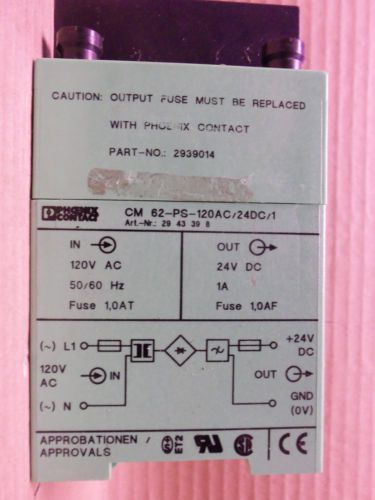 CAUTION: OUTPUT FUSE MUST BE REPLACED
WITH PHOENIX CONTACT
PART-NO.: 2939014
PHOENIX CONTACT
CM 62-PS-120AC/24DC/1
Art.-Nr.: 29 43 39 8
IN
120V AC
50/60 Hz
Fuse 1,0AT
OUT
24V DC
1A
Fuse 1,0AF
(~) L1
+24V
DC
120V
AC
IN
OUT
(~) N
GND
(0V)
APPROBATIONEN /
APPROVALS
ET2
CE